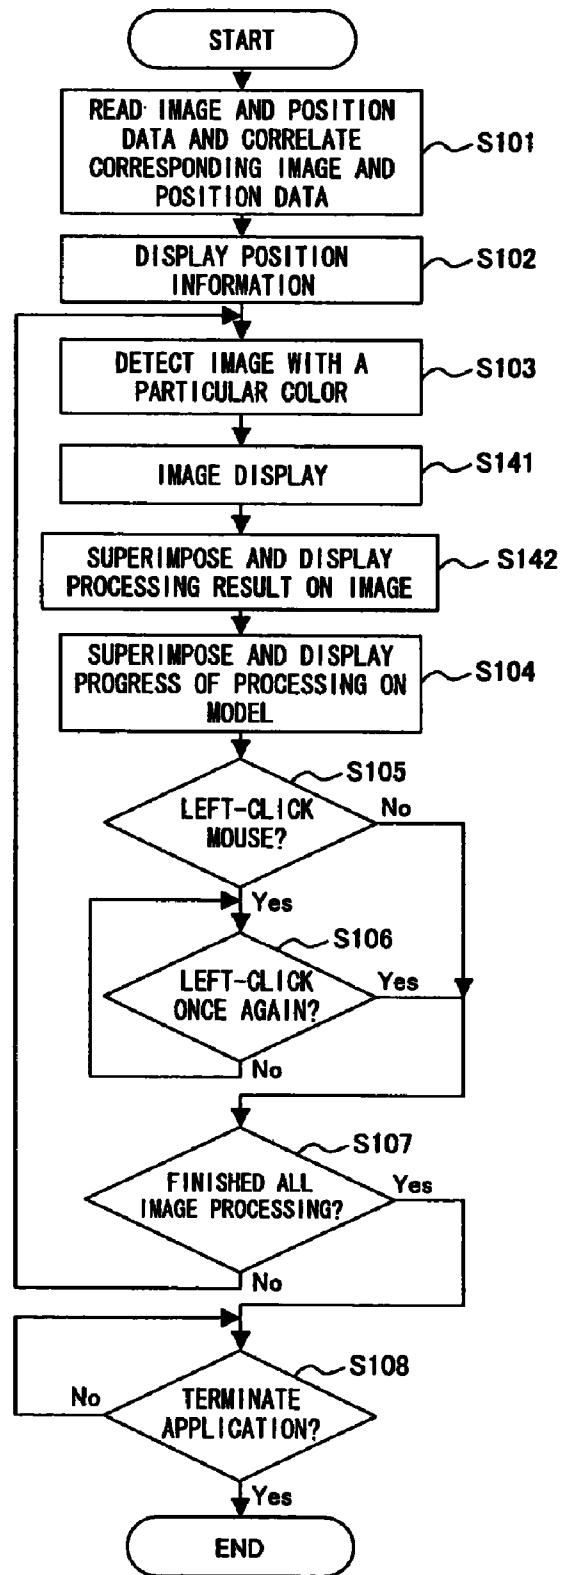 START
READ IMAGE AND POSITION
DATA AND CORRELATE
CORRESPONDING IMAGE AND
POSITION DATA
S101
DISPLAY POSITION
INFORMATION
S102
DETECT IMAGE WITH A
PARTICULAR COLOR
S103
IMAGE DISPLAY
S141
SUPERIMPOSE AND DISPLAY
PROCESSING RESULT ON IMAGE
S142
SUPERIMPOSE AND DISPLAY
PROGRESS OF PROCESSING ON
MODEL
S104
S105
LEFT-CLICK
MOUSE?
No
Yes
S106
LEFT-CLICK
ONCE AGAIN?
Yes
No
S107
FINISHED ALL
IMAGE PROCESSING?
Yes
No
S108
TERMINATE
APPLICATION?
No
Yes
END